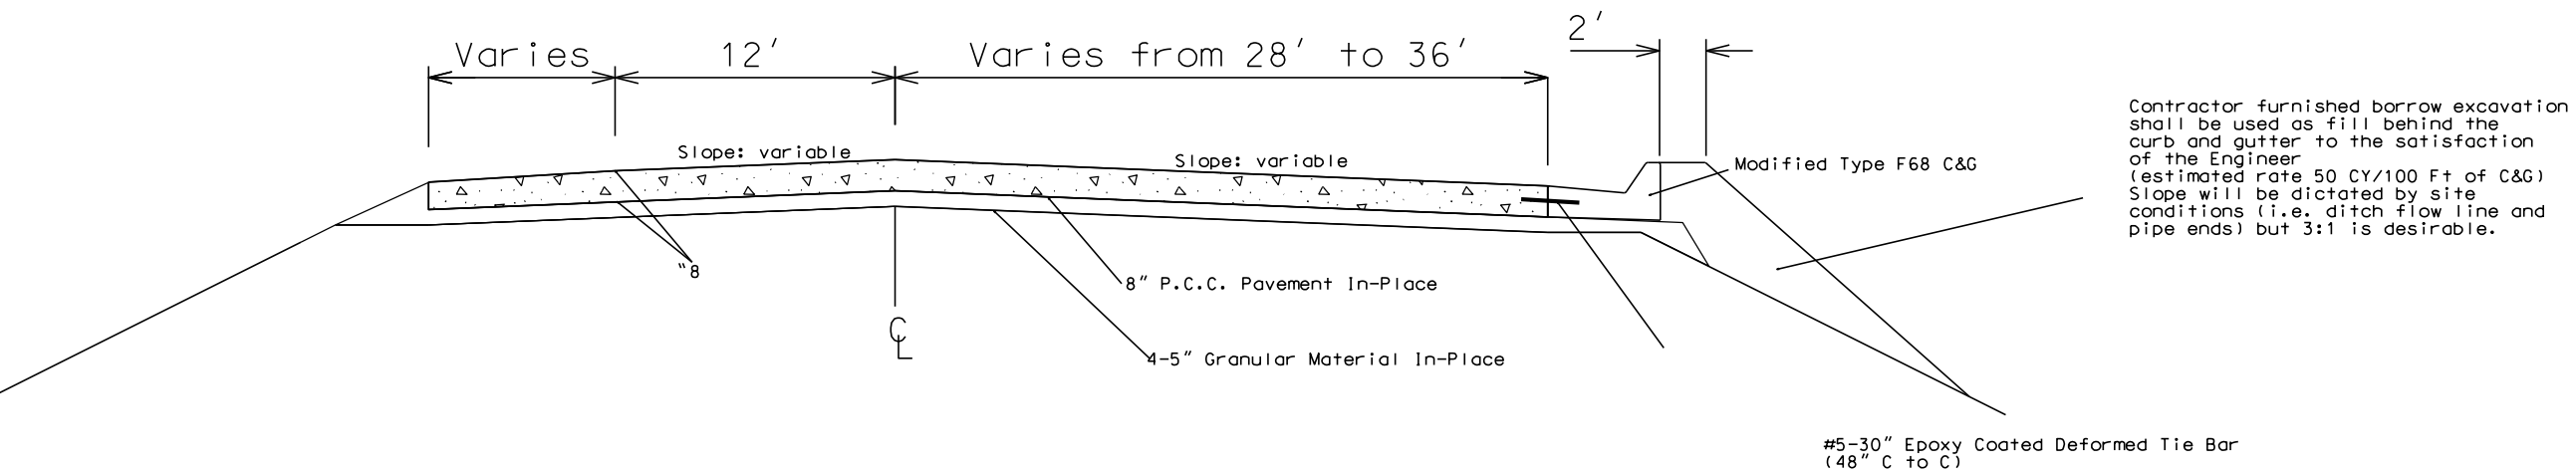 2'
Varies 12' Varies from 28' to 36'
Contractor furnished borrow excavation
shall be used as fill behind the
curb and gutter to the satisfaction
of the Engineer
(estimated rate 50 CY/100 Ft of C&G)
Slope will be dictated by site
conditions (i.e. ditch flow line and
pipe ends) but 3:1 is desirable.
Slope: variable
Slope: variable
Modified Type F68 C&G
"8
8" P.C.C. Pavement In-Place
CL
4-5" Granular Material In-Place
#5-30" Epoxy Coated Deformed Tie Bar
(48" C to C)